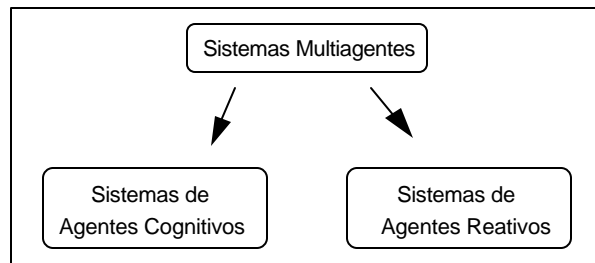 Sistemas Multiagentes
Sistemas de
Agentes Cognitivos
Sistemas de
Agentes Reativos